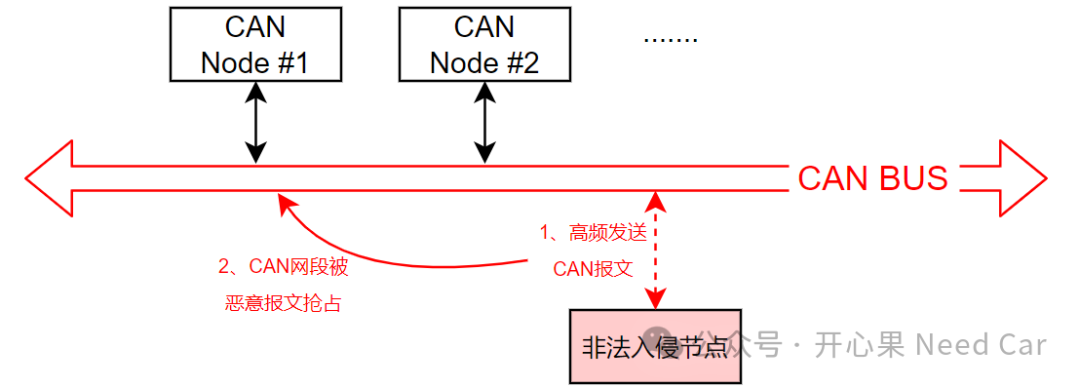 CAN
Node #1
CAN
Node #2
.......
CAN BUS
1、高频发送
CAN报文
2、CAN网段被
恶意报文抢占
非法入侵节点
公众号 · 开心果 Need Car